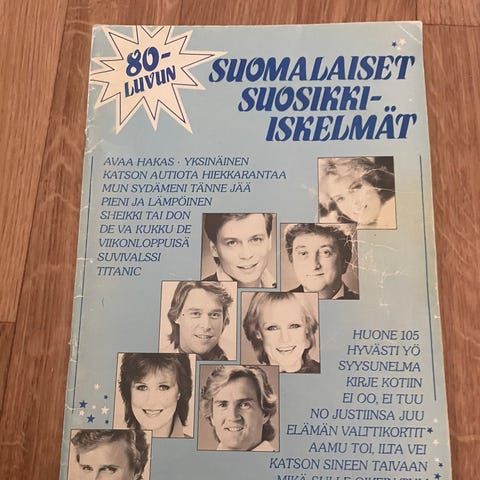 80-
LUVUN
SUOMALAISET
SUOSIKKI-
ISKELMÄT
AVAA HAKAS · YKSINÄINEN
KATSON AUTIOTA HIEKKARANTAA
MUN SYDÄMENI TÄNNE JÄÄ
PIENI JA LÄMPÖINEN
SHEIKKI TAI DON
DE VA KUKKU DE
VIIKONLOPPUISÄ
SUVIVALSSI
TITANIC
HUONE 105
HYVÄSTI YÖ
SYYSUNELMA
KIRJE KOTIIN
EI OO, EI TUU
NO JUSTIINSA JUU
ELÄMÄN VALTTIKORTIT
AAMU TOI, ILTA VEI
KATSON SINEEN TAIVAAN
MIKÄ SULLE